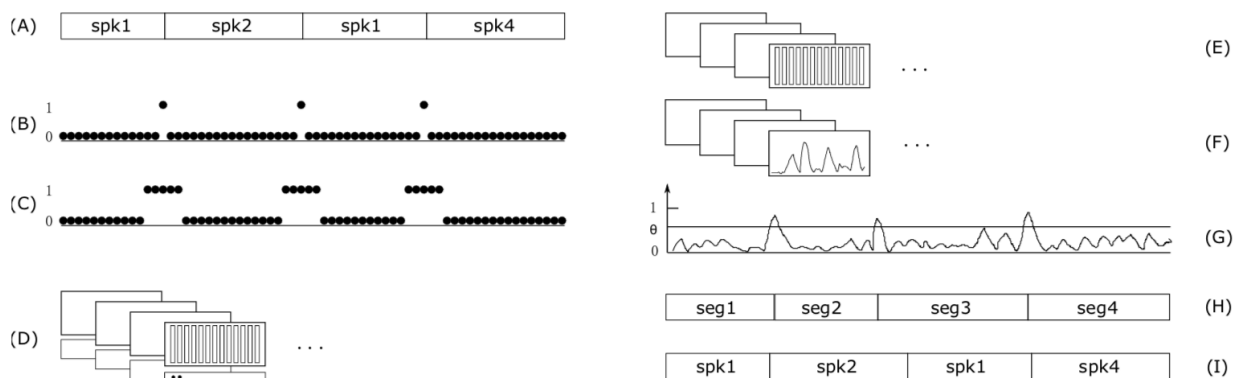 (A) spk1 spk2 spk1 spk4
1
(B)
0
1
(C)
0
(D) ...
... (E)
... (F)
1
θ
0
(G)
seg1 seg2 seg3 seg4 (H)
spk1 spk2 spk1 spk4 (I)